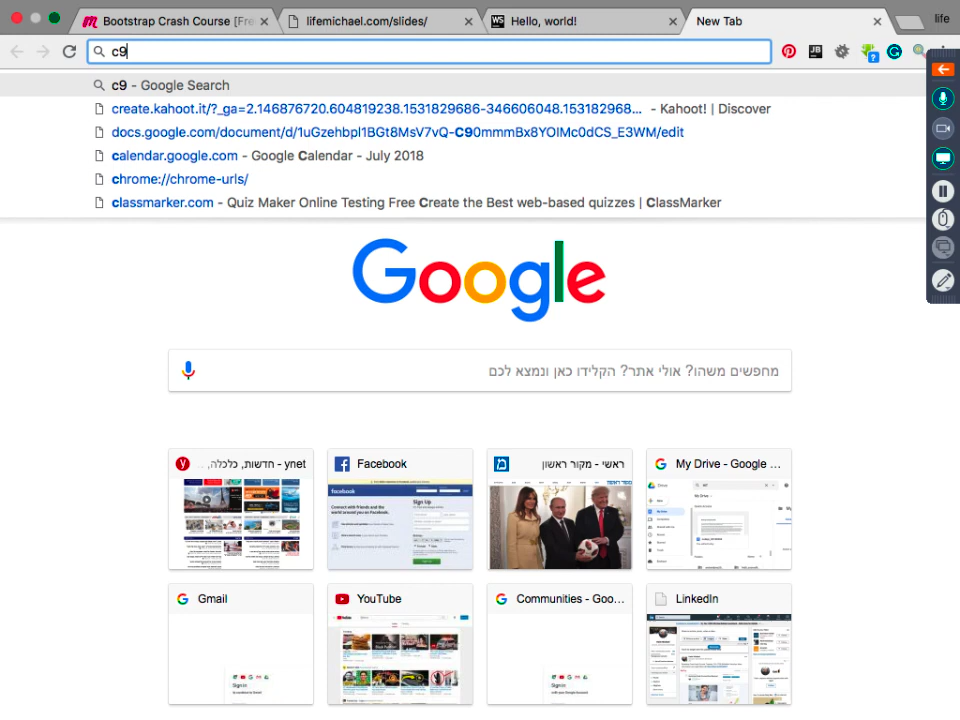 Bootstrap Crash Course [Fre
lifemichael.com/slides/
Hello, world!
New Tab
life
c9
c9 - Google Search
create.kahoot.it/?_ga=2.146876720.604819238.1531829686-346606048.153182968... - Kahoot! | Discover
docs.google.com/document/d/1uGzehbpl1BGt8MsV7vQ-C90mmmBx8YOIMc0dCS_E3WM/edit
calendar.google.com - Google Calendar - July 2018
chrome://chrome-urls/
classmarker.com - Quiz Maker Online Testing Free Create the Best web-based quizzes | ClassMarker
Google
מחפשים משהו? אולי אתר? הקלידו כאן ונמצא לכם
ynet - חדשות, כלכלה, ...
Facebook
ראשי - מקור ראשון
My Drive - Google ...
Gmail
YouTube
Communities - Goo...
LinkedIn